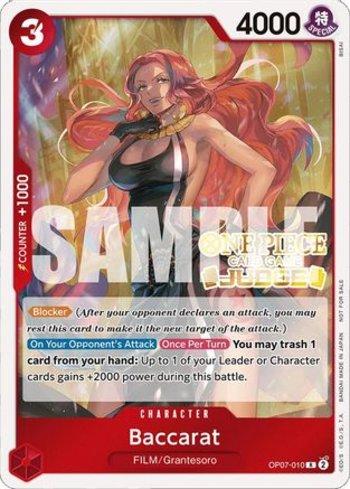 3
4000
特
SPECIAL
BISAI
COUNTER +1000
SAMPLE
ONE PIECE
CARD GAME
JUDGE
NOT FOR SALE
Blocker (After your opponent declares an attack, you may
rest this card to make it the new target of the attack.)
On Your Opponent's Attack Once Per Turn You may trash 1
card from your hand: Up to 1 of your Leader or Character
cards gains +2000 power during this battle.
BANDAI MADE IN JAPAN
©E.O/S. ©E.O./S.,T.A.
CHARACTER
Baccarat
FILM/Grantesoro
OP07-010 R 2